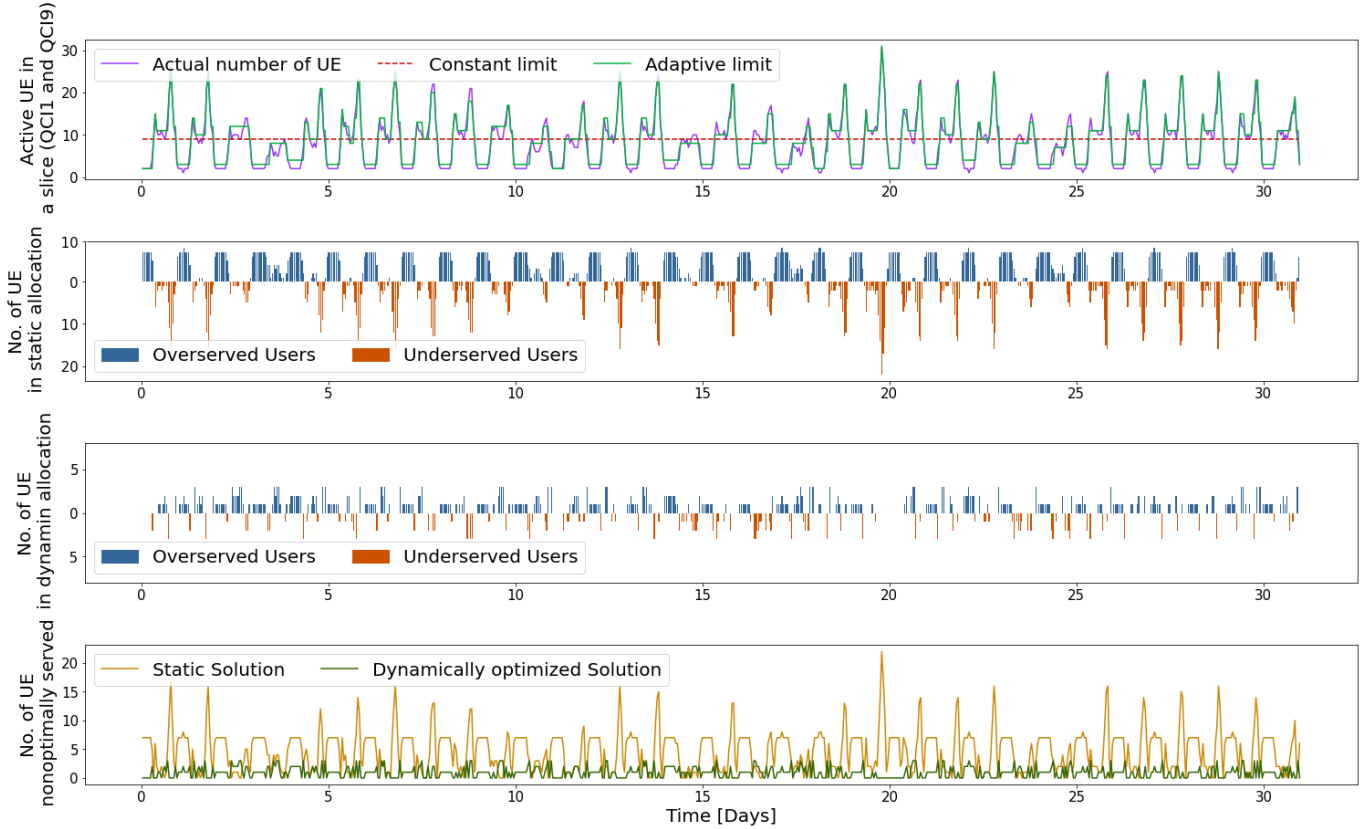 Active UE in
a slice (QCI1 and QCI9)
30
20
10
0
Actual number of UE
Constant limit
Adaptive limit
0 5 10 15 20 25 30
No. of UE
in static allocation
10
0
10
20
Overserved Users
Underserved Users
0 5 10 15 20 25 30
No. of UE
in dynamin allocation
5
0
5
Overserved Users
Underserved Users
0 5 10 15 20 25 30
No. of UE
nonoptimally served
20
15
10
5
0
Static Solution
Dynamically optimized Solution
0 5 10 15 20 25 30
Time [Days]